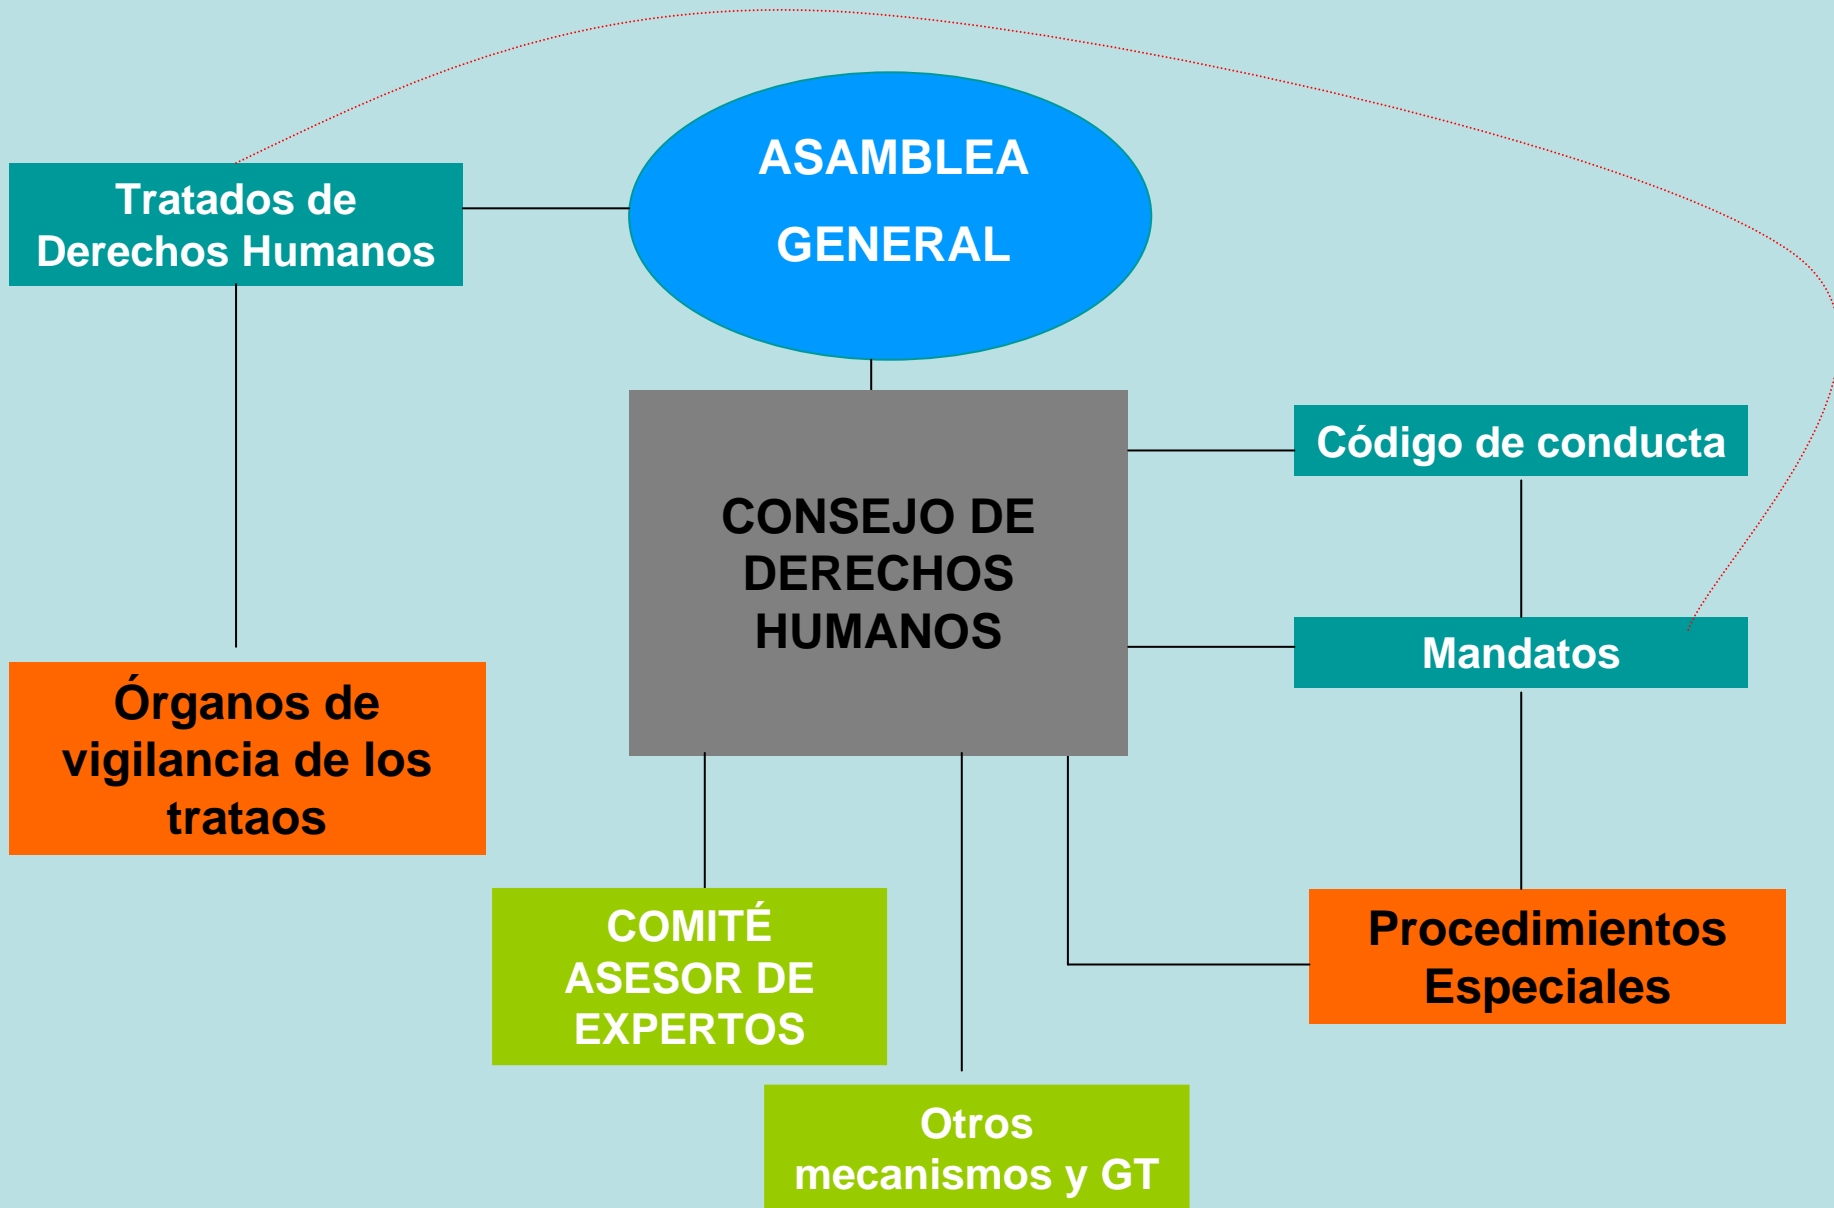 ASAMBLEA
GENERAL
Tratados de
Derechos Humanos
CONSEJO DE
DERECHOS
HUMANOS
Código de conducta
Mandatos
Órganos de
vigilancia de los
trataos
COMITÉ
ASESOR DE
EXPERTOS
Procedimientos
Especiales
Otros
mecanismos y GT